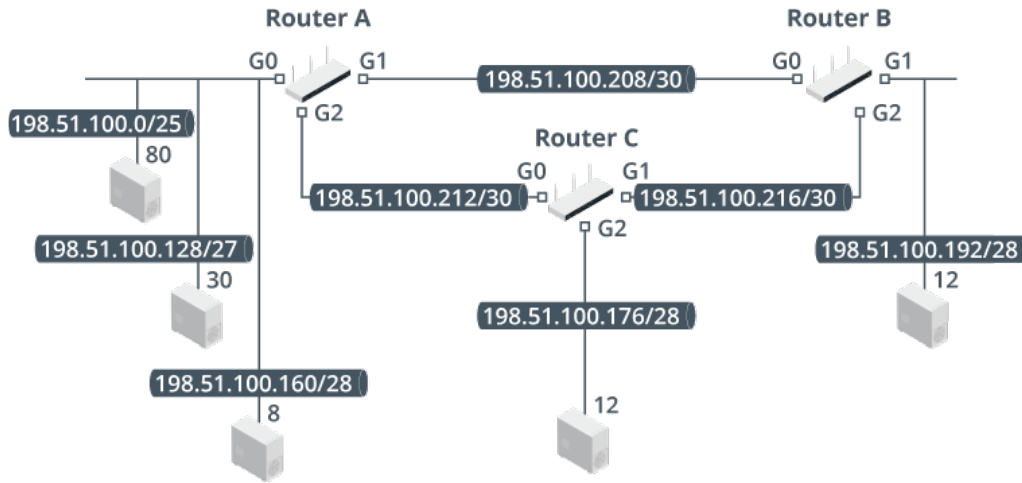 Router A
Router B
G0
G1
198.51.100.208/30
G0
G1
G2
G2
198.51.100.0/25
80
Router C
G0
G1
198.51.100.212/30
198.51.100.216/30
G2
198.51.100.128/27
30
198.51.100.192/28
12
198.51.100.176/28
198.51.100.160/28
8
12